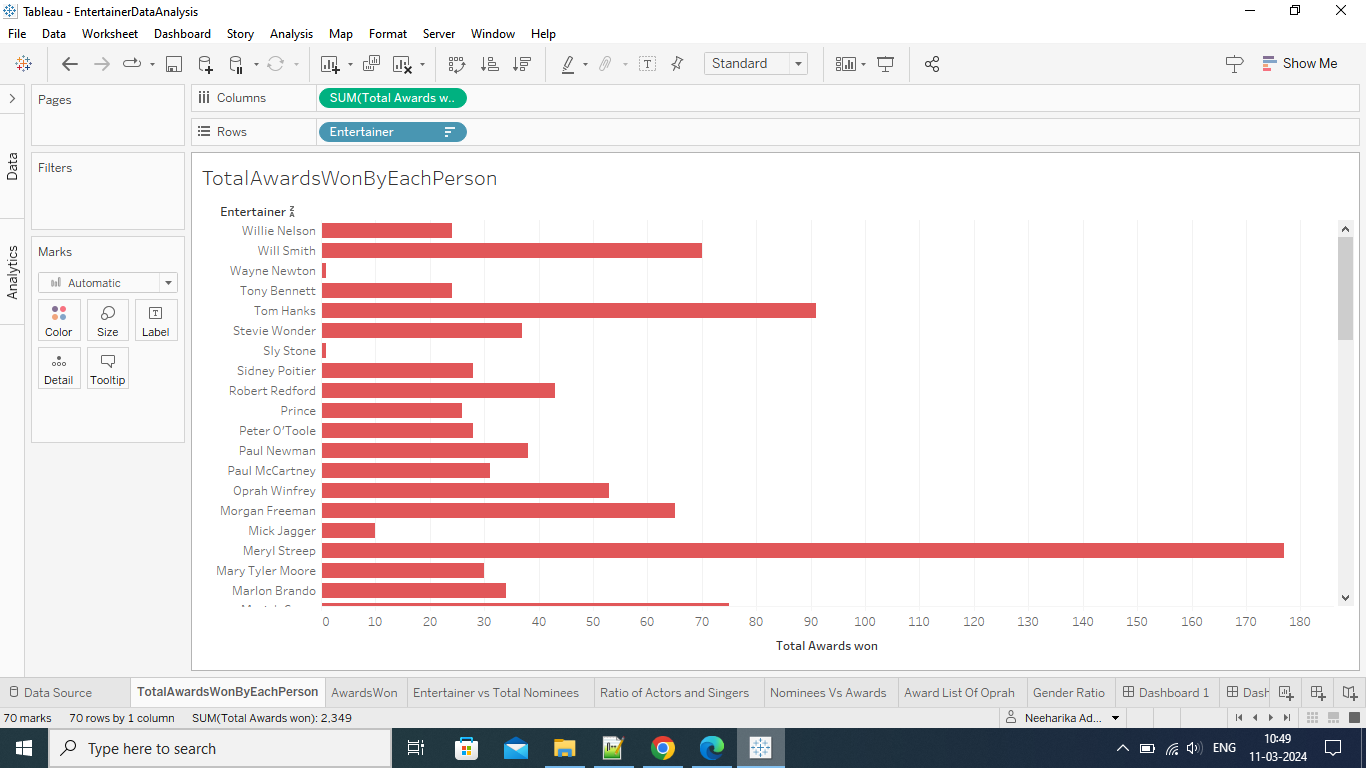 Tableau - EntertainerDataAnalysis
File Data Worksheet Dashboard Story Analysis Map Format Server Window Help
Standard
Show Me
Pages
Columns
SUM(Total Awards w..
Rows
Entertainer
Filters
Data
Analytics
Marks
Automatic
Color Size Label
Detail Tooltip
TotalAwardsWonByEachPerson
Entertainer
Willie Nelson
Will Smith
Wayne Newton
Tony Bennett
Tom Hanks
Stevie Wonder
Sly Stone
Sidney Poitier
Robert Redford
Prince
Peter O'Toole
Paul Newman
Paul McCartney
Oprah Winfrey
Morgan Freeman
Mick Jagger
Meryl Streep
Mary Tyler Moore
Marlon Brando
0 10 20 30 40 50 60 70 80 90 100 110 120 130 140 150 160 170 180
Total Awards won
Data Source TotalAwardsWonByEachPerson AwardsWon Entertainer vs Total Nominees Ratio of Actors and Singers Nominees Vs Awards Award List Of Oprah Gender Ratio Dashboard 1 Dash
70 marks 70 rows by 1 column SUM(Total Awards won): 2,349 Neeharika Ad...
Type here to search
ENG
10:49
11-03-2024